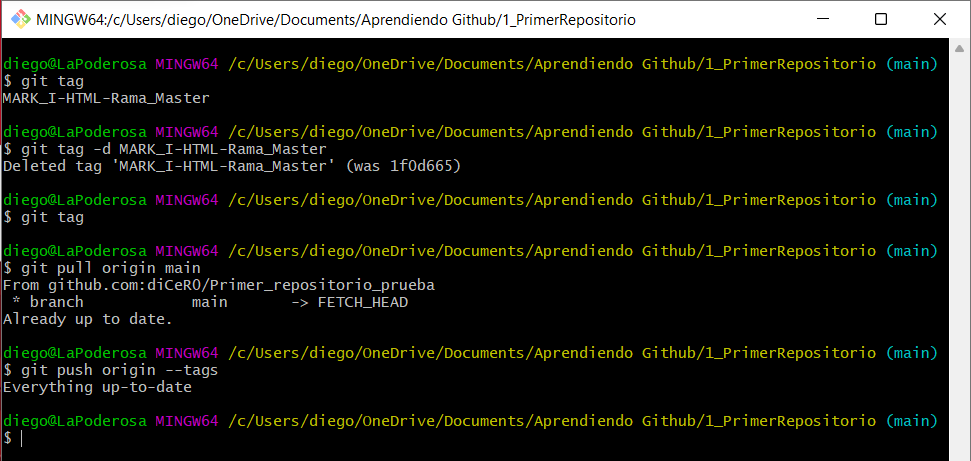 MINGW64:/c/Users/diego/OneDrive/Documents/Aprendiendo Github/1_PrimerRepositorio
diego@LaPoderosa MINGW64 /c/Users/diego/OneDrive/Documents/Aprendiendo Github/1_PrimerRepositorio (main)
$ git tag
MARK_I-HTML-Rama_Master
diego@LaPoderosa MINGW64 /c/Users/diego/OneDrive/Documents/Aprendiendo Github/1_PrimerRepositorio (main)
$ git tag -d MARK_I-HTML-Rama_Master
Deleted tag 'MARK_I-HTML-Rama_Master' (was 1f0d665)
diego@LaPoderosa MINGW64 /c/Users/diego/OneDrive/Documents/Aprendiendo Github/1_PrimerRepositorio (main)
$ git tag
diego@LaPoderosa MINGW64 /c/Users/diego/OneDrive/Documents/Aprendiendo Github/1_PrimerRepositorio (main)
$ git pull origin main
From github.com:diCeR0/Primer_repositorio_prueba
 * branch            main       -> FETCH_HEAD
Already up to date.
diego@LaPoderosa MINGW64 /c/Users/diego/OneDrive/Documents/Aprendiendo Github/1_PrimerRepositorio (main)
$ git push origin --tags
Everything up-to-date
diego@LaPoderosa MINGW64 /c/Users/diego/OneDrive/Documents/Aprendiendo Github/1_PrimerRepositorio (main)
$